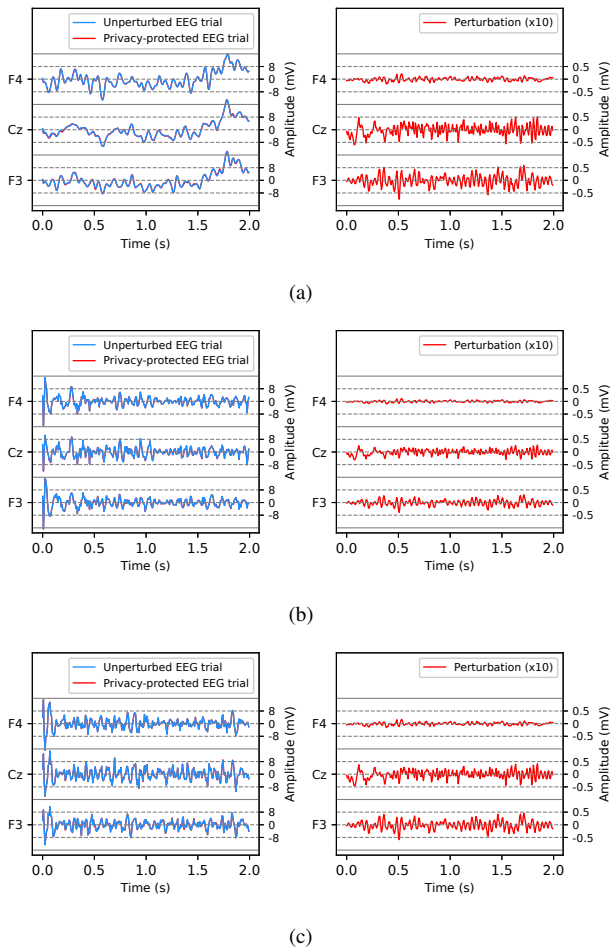 Unperturbed EEG trial
Privacy-protected EEG trial
F4
Cz
F3
8
0
-8
8
0
-8
8
0
-8
Amplitude (mV)
0.0 0.5 1.0 1.5 2.0
Time (s)
Perturbation (x10)
F4
Cz
F3
0.5
0
-0.5
0.5
0
-0.5
0.5
0
-0.5
Amplitude (mV)
0.0 0.5 1.0 1.5 2.0
Time (s)
(a)
Unperturbed EEG trial
Privacy-protected EEG trial
F4
Cz
F3
8
0
-8
8
0
-8
8
0
-8
Amplitude (mV)
0.0 0.5 1.0 1.5 2.0
Time (s)
Perturbation (x10)
F4
Cz
F3
0.5
0
-0.5
0.5
0
-0.5
0.5
0
-0.5
Amplitude (mV)
0.0 0.5 1.0 1.5 2.0
Time (s)
(b)
Unperturbed EEG trial
Privacy-protected EEG trial
F4
Cz
F3
8
0
-8
8
0
-8
8
0
-8
Amplitude (mV)
0.0 0.5 1.0 1.5 2.0
Time (s)
Perturbation (x10)
F4
Cz
F3
0.5
0
-0.5
0.5
0
-0.5
0.5
0
-0.5
Amplitude (mV)
0.0 0.5 1.0 1.5 2.0
Time (s)
(c)